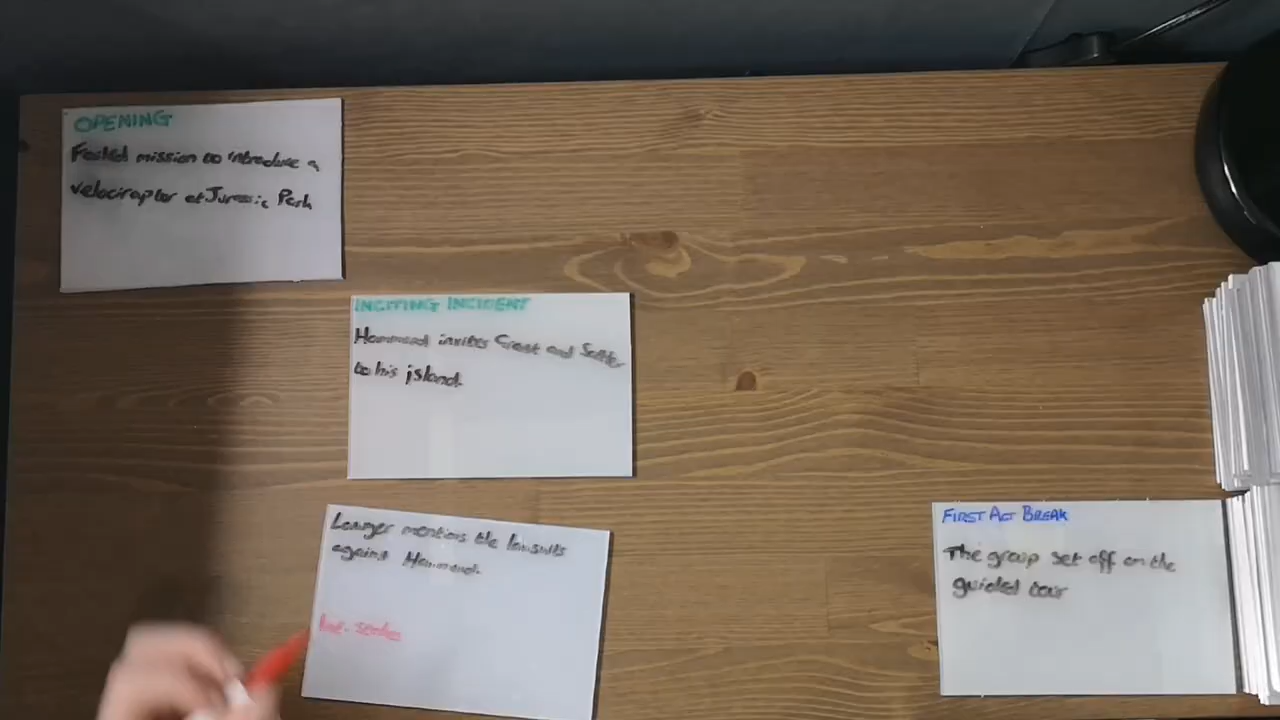 OPENING
Failed mission to introduce a
velociraptor at Jurassic Park
INCITING INCIDENT
Hammond invites Grant and Sattler
to his island.
Lawyer mentions the lawsuits
against Hammond.
FIRST ACT BREAK
The group set off on the
guided tour